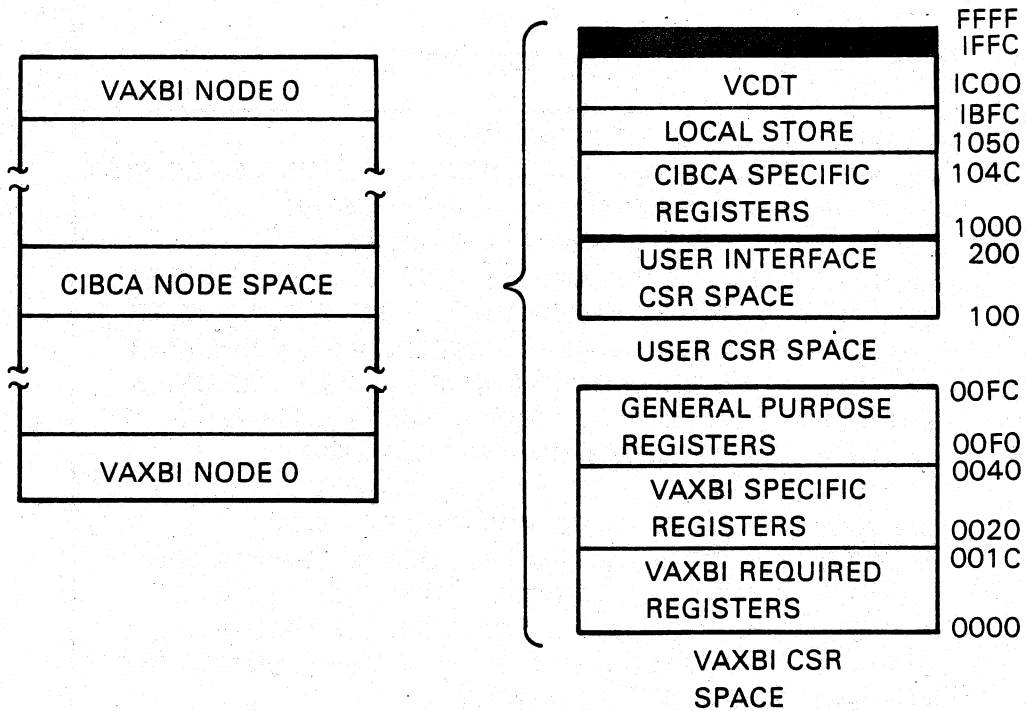 VAXBI NODE 0
CIBCA NODE SPACE
VAXBI NODE 0
FFFF
IFFC
VCDT
ICOO
IBFC
LOCAL STORE
1050
CIBCA SPECIFIC
104C
REGISTERS
1000
USER INTERFACE
200
CSR SPACE
100
USER CSR SPACE
GENERAL PURPOSE
00FC
REGISTERS
00F0
0040
VAXBI SPECIFIC
REGISTERS
0020
001C
VAXBI REQUIRED
REGISTERS
0000
VAXBI CSR
SPACE